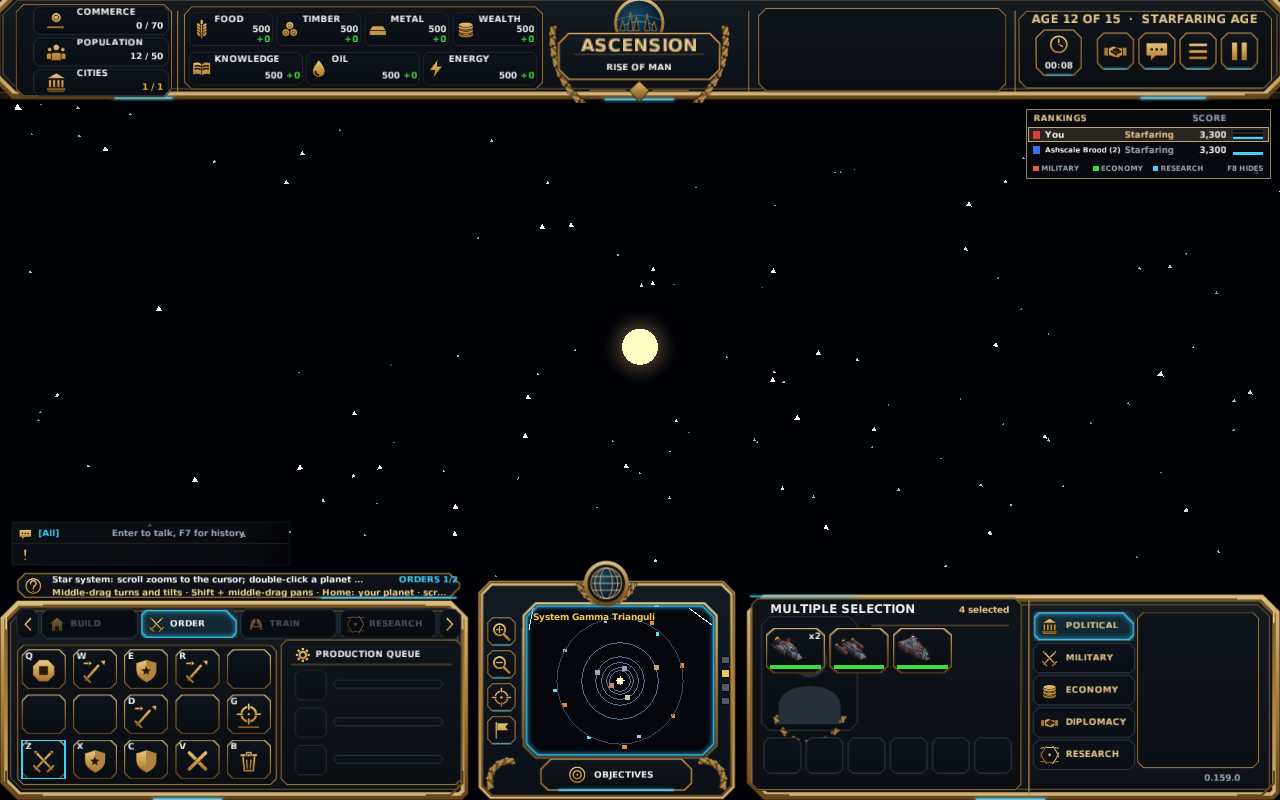 COMMERCE
0 / 70
POPULATION
12 / 50
CITIES
1 / 1
FOOD
500
+0
TIMBER
500
+0
METAL
500
+0
WEALTH
500
+0
KNOWLEDGE
500 +0
OIL
500 +0
ENERGY
500 +0
ASCENSION
RISE OF MAN
AGE 12 OF 15 · STARFARING AGE
00:08
RANKINGS SCORE
You Starfaring 3,300
Ashscale Brood (2) Starfaring 3,300
MILITARY ECONOMY RESEARCH F8 HIDES
[All] Enter to talk, F7 for history.
!
Star system: scroll zooms to the cursor; double-click a planet ... ORDERS 1/2
Middle-drag turns and tilts · Shift + middle-drag pans · Home: your planet · scr...
BUILD
ORDER
TRAIN
RESEARCH
Q W E R
D G
Z X C V B
PRODUCTION QUEUE
System Gamma Trianguli
OBJECTIVES
MULTIPLE SELECTION 4 selected
x2
POLITICAL
MILITARY
ECONOMY
DIPLOMACY
RESEARCH
0.159.0